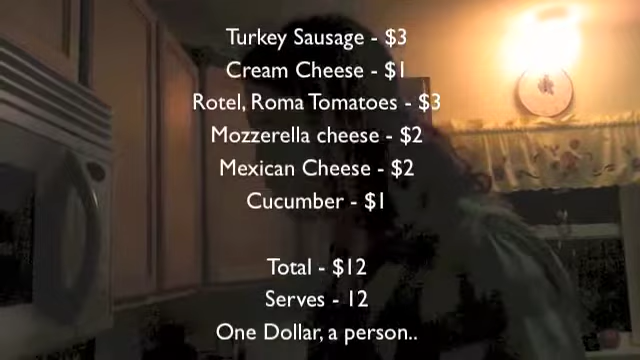 Turkey Sausage - $3
Cream Cheese - $1
Rotel, Roma Tomatoes - $3
Mozzerella cheese - $2
Mexican Cheese - $2
Cucumber - $1
Total - $12
Serves - 12
One Dollar, a person..